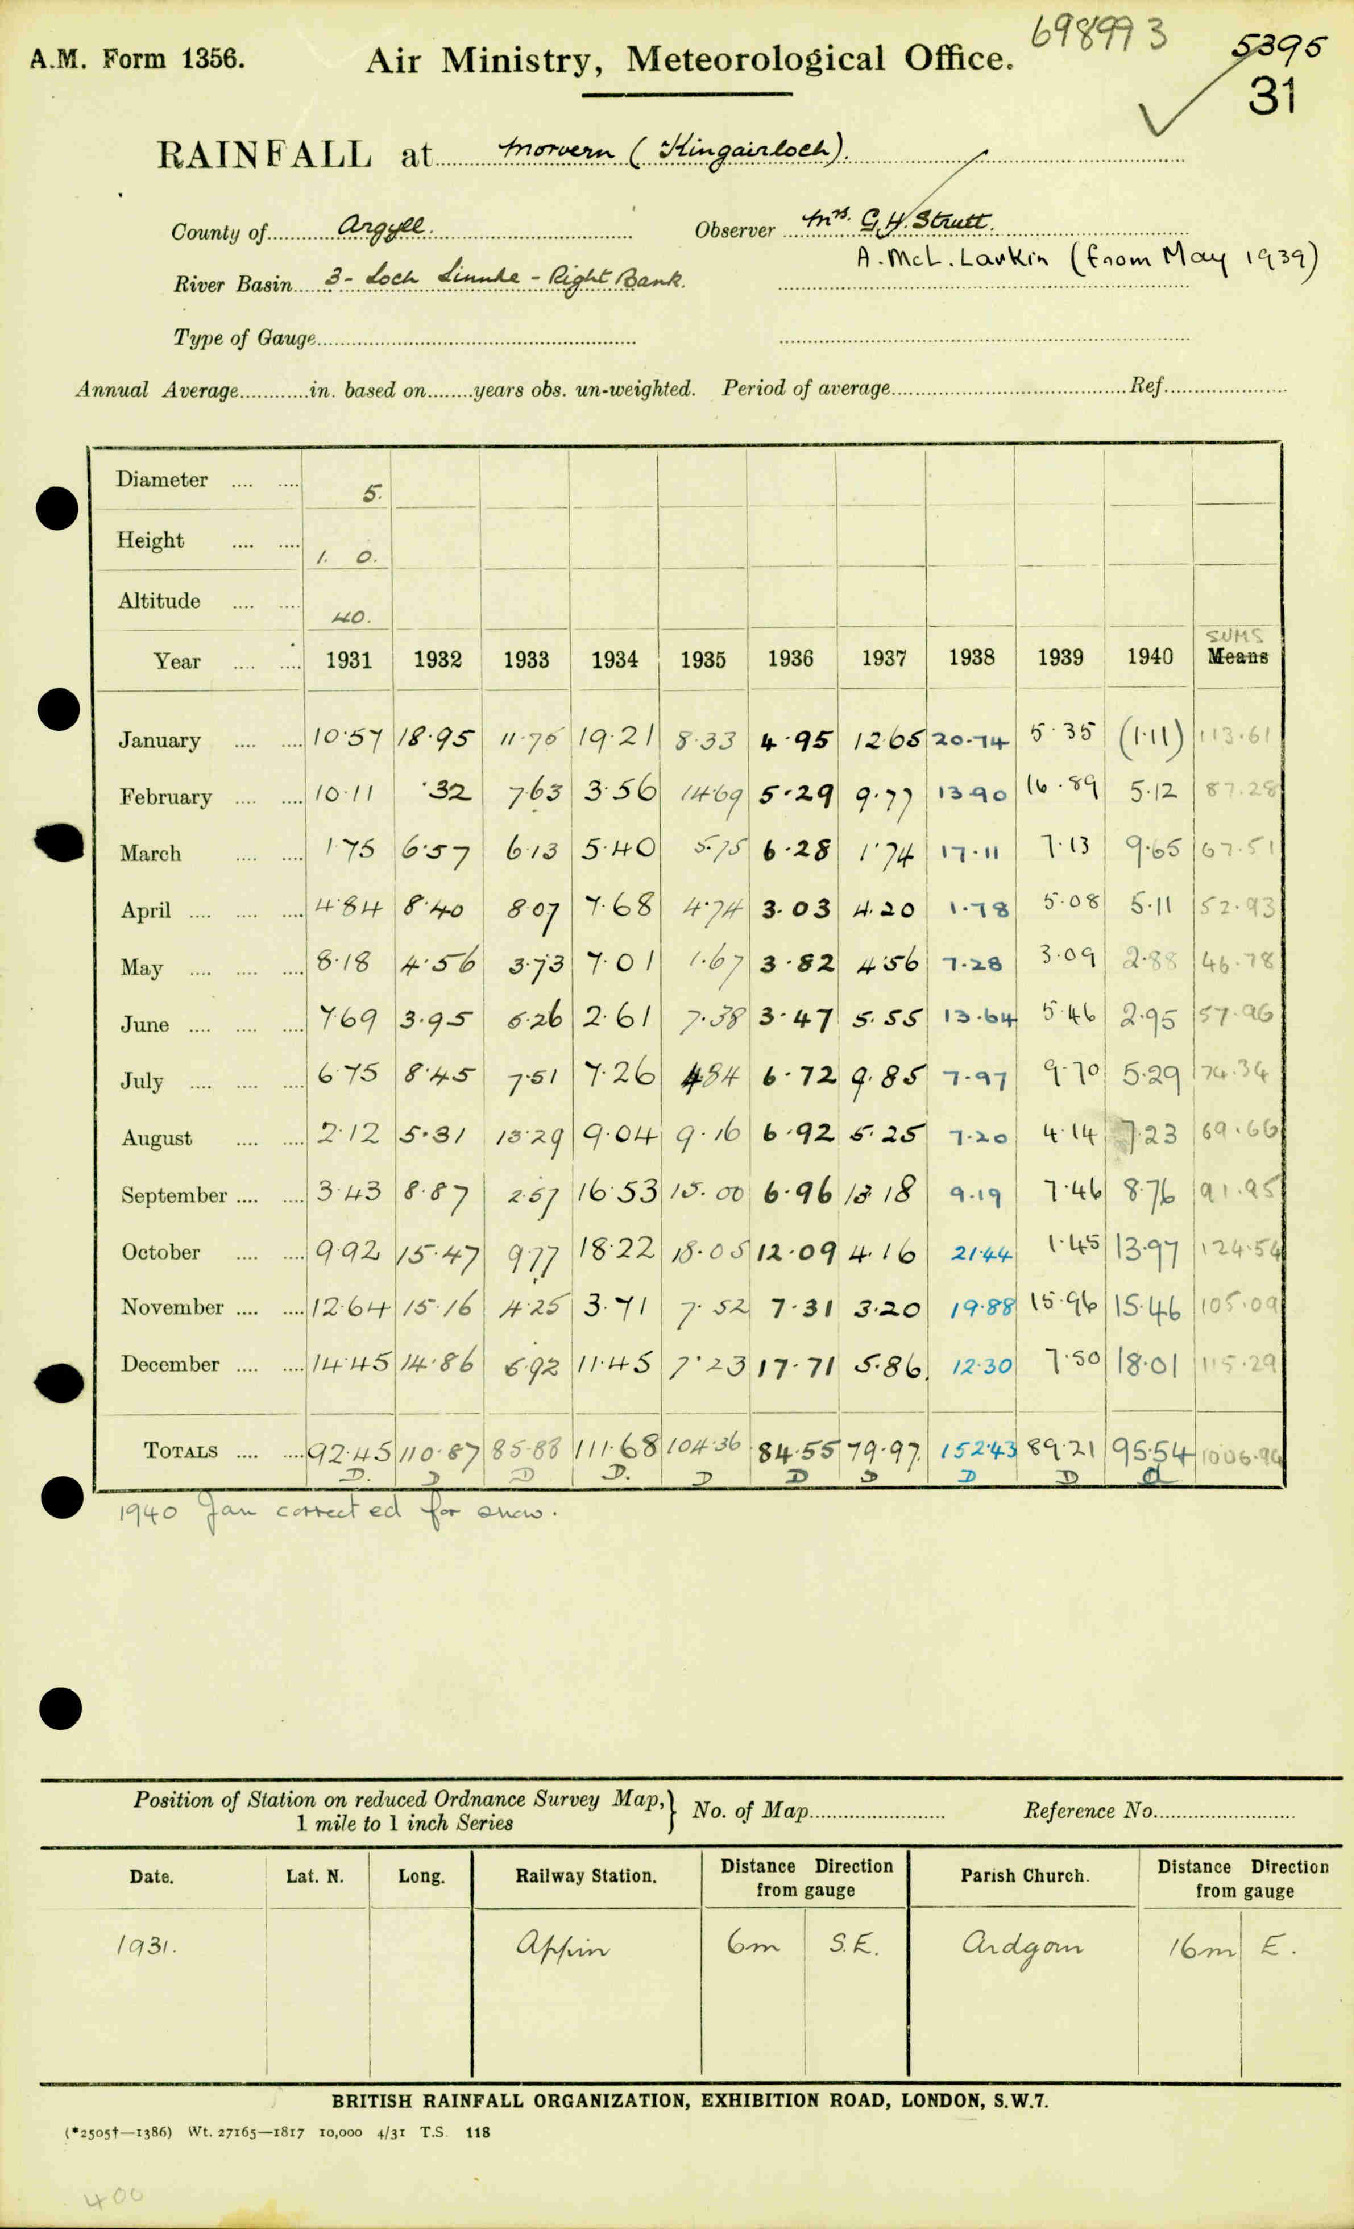 A.M. Form 1356.
Air Ministry, Meteorological Office.
698993
5395
31
RAINFALL at Morvern (Kingairloch).
County of Argyll.
Observer Mrs. G.H. Strutt.
A. McL. Larkin (from May 1939)
River Basin 3 - Loch Linnhe - Right Bank.
Type of Gauge
Annual Average in. based on years obs. un-weighted. Period of average Ref.
Diameter 5.
Height 1. 0.
Altitude 40.
SUMS
Year 1931 1932 1933 1934 1935 1936 1937 1938 1939 1940 Means
January 10.57 18.95 11.75 19.21 8.33 4.95 12.65 20.74 5.35 (1.11) 113.61
February 10.11 .32 7.63 3.56 14.69 5.29 9.77 13.90 16.89 5.12 87.28
March 1.75 6.57 6.13 5.40 5.75 6.28 1.74 17.11 7.13 9.65 67.51
April 4.84 8.40 8.07 7.68 4.74 3.03 4.20 1.78 5.08 5.11 52.93
May 8.18 4.56 3.73 7.01 1.67 3.82 4.56 7.28 3.09 2.88 46.78
June 7.69 3.95 5.26 2.61 7.38 3.47 5.55 13.64 5.46 2.95 57.96
July 6.75 8.45 7.51 7.26 4.84 6.72 9.85 7.97 9.70 5.29 74.34
August 2.12 5.31 13.29 9.04 9.16 6.92 5.25 7.20 4.14 7.23 69.66
September 3.43 8.87 2.57 16.53 15.00 6.96 13.18 9.19 7.46 8.76 91.95
October 9.92 15.47 9.77 18.22 18.05 12.09 4.16 21.44 1.45 13.97 124.54
November 12.64 15.16 4.25 3.71 7.52 7.31 3.20 19.88 15.96 15.46 105.09
December 14.45 14.86 5.92 11.45 7.23 17.71 5.86 12.30 7.50 18.01 115.29
TOTALS 92.45 110.87 85.88 111.68 104.36 84.55 79.97 152.43 89.21 95.54 1006.94
D. D D D. D D D D D d
1940 Jan corrected for snow.
Position of Station on reduced Ordnance Survey Map,
1 mile to 1 inch Series
No. of Map
Reference No.
Date. Lat. N. Long. Railway Station. Distance Direction from gauge Parish Church. Distance Direction from gauge
1931. Appin 6m S.E. Ardgour 16m E.
BRITISH RAINFALL ORGANIZATION, EXHIBITION ROAD, LONDON, S.W.7.
(*2505†—1386) Wt. 27165—1817 10,000 4/31 T.S. 118
400